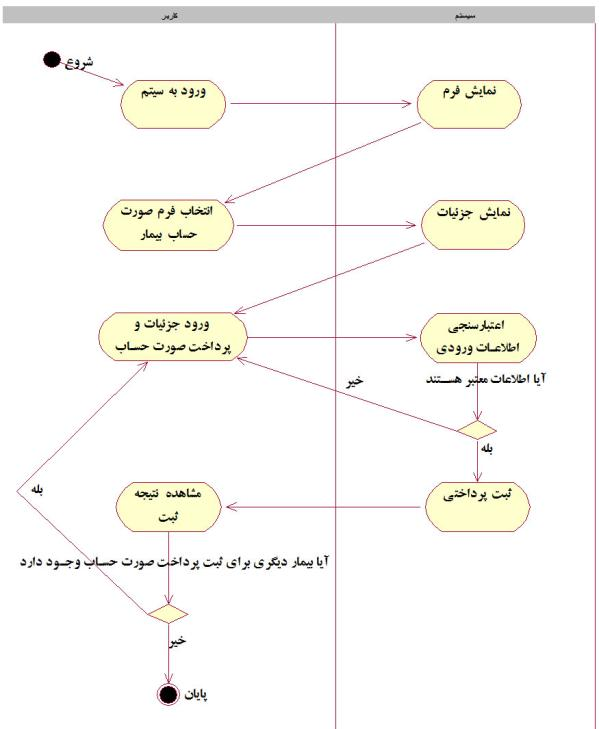 سیستم
کاربر
شروع
ورود به سیتم
نمایش فرم
انتخاب فرم صورت
حساب بیمار
نمایش جزئیات
ورود جزئیات و
پرداخت صورت حساب
اعتبارسنجی
اطلاعات ورودی
آیا اطلاعات معتبر هستند
خیر
بله
ثبت پرداختی
مشاهده نتیجه
ثبت
بله
آیا بیمار دیگری برای ثبت پرداخت صورت حساب وجود دارد
خیر
پایان